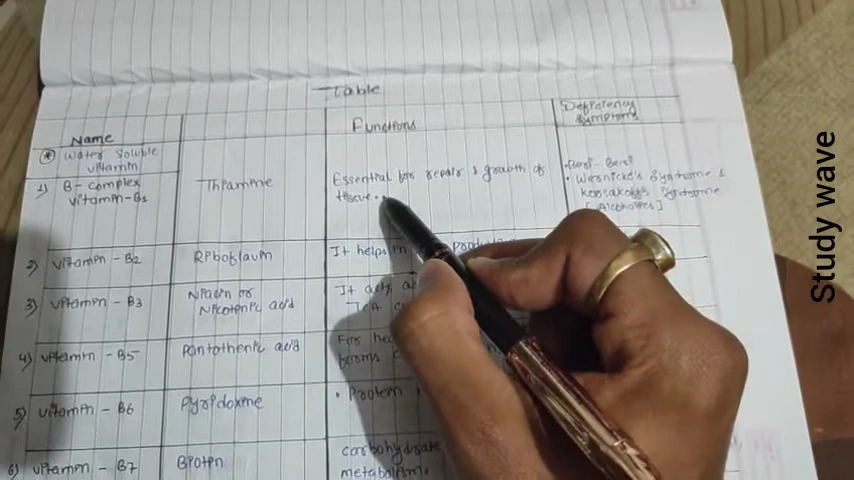 Table
Name
Functions
Deficiency
Symptoms
Water Soluble
vitamin
1) B-complex
vitamin-B1
Thiamine
Essential for repair & growth of
tissue.
• Beri-Beri
• Wernicke's Syndrome &
Korsakoff's Syndrome
[Alcoholics]
2) vitamin - B2
Riboflavin
It helps in
3) vitamin - B3
Niacin or
Nicotinic acid
It acts
4) vitamin - B5
Pantothenic acid
For
5) vitamin - B6
Pyridoxine
• Protein
6) vitamin - B7
Biotin
carbohydrate
metabolism.
Study wave